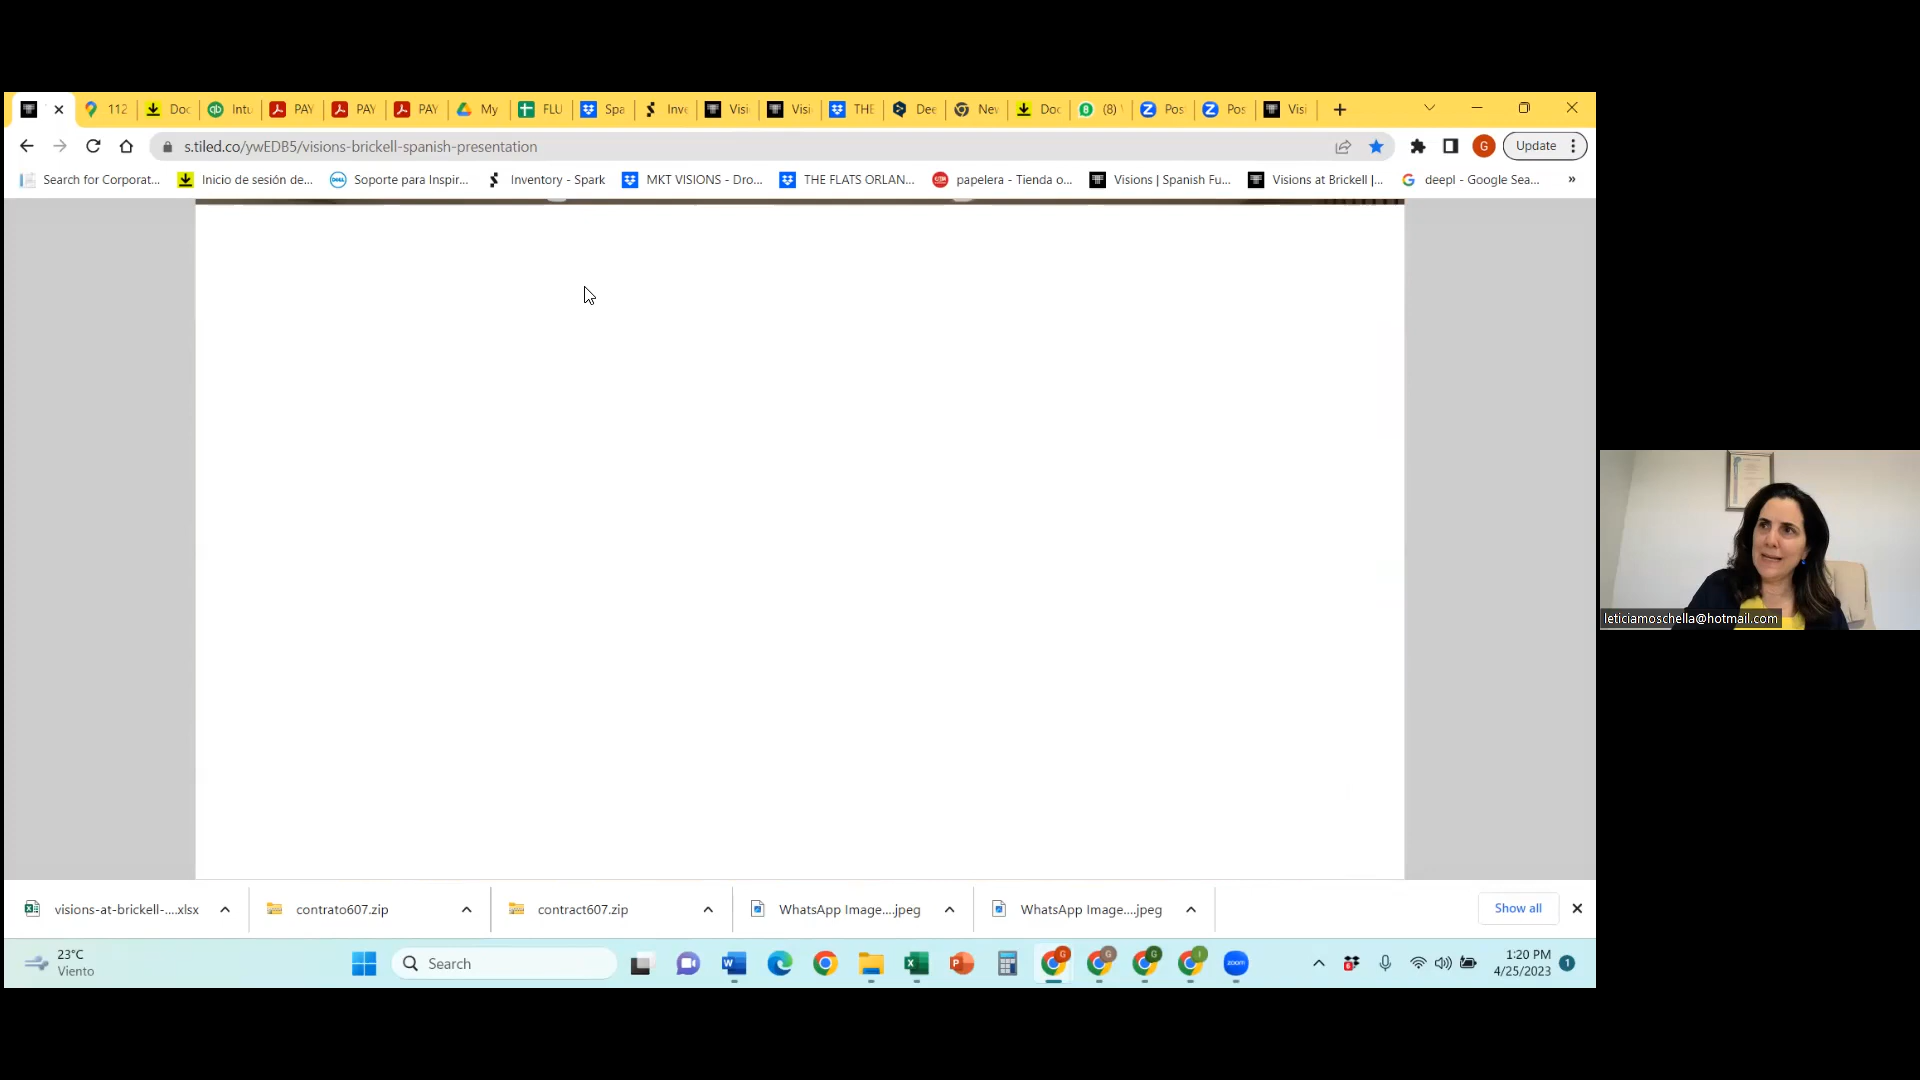 112
Doc
Intu
PAY
PAY
PAY
My
FLU
Spa
Inve
Visi
Visi
THE
Dee
Nev
Doc
(8)
Pos
Pos
Visi
s.tiled.co/ywEDB5/visions-brickell-spanish-presentation
G
Update
Search for Corporat...
Inicio de sesión de...
Soporte para Inspir...
Inventory - Spark
MKT VISIONS - Dro...
THE FLATS ORLAN...
papelera - Tienda o...
Visions | Spanish Fu...
Visions at Brickell |...
deepl - Google Sea...
»
leticiamoschella@hotmail.com
visions-at-brickell-....xlsx
contrato607.zip
contract607.zip
WhatsApp Image....jpeg
WhatsApp Image....jpeg
Show all
23°C
Viento
Search
zoom
1:20 PM
4/25/2023
1